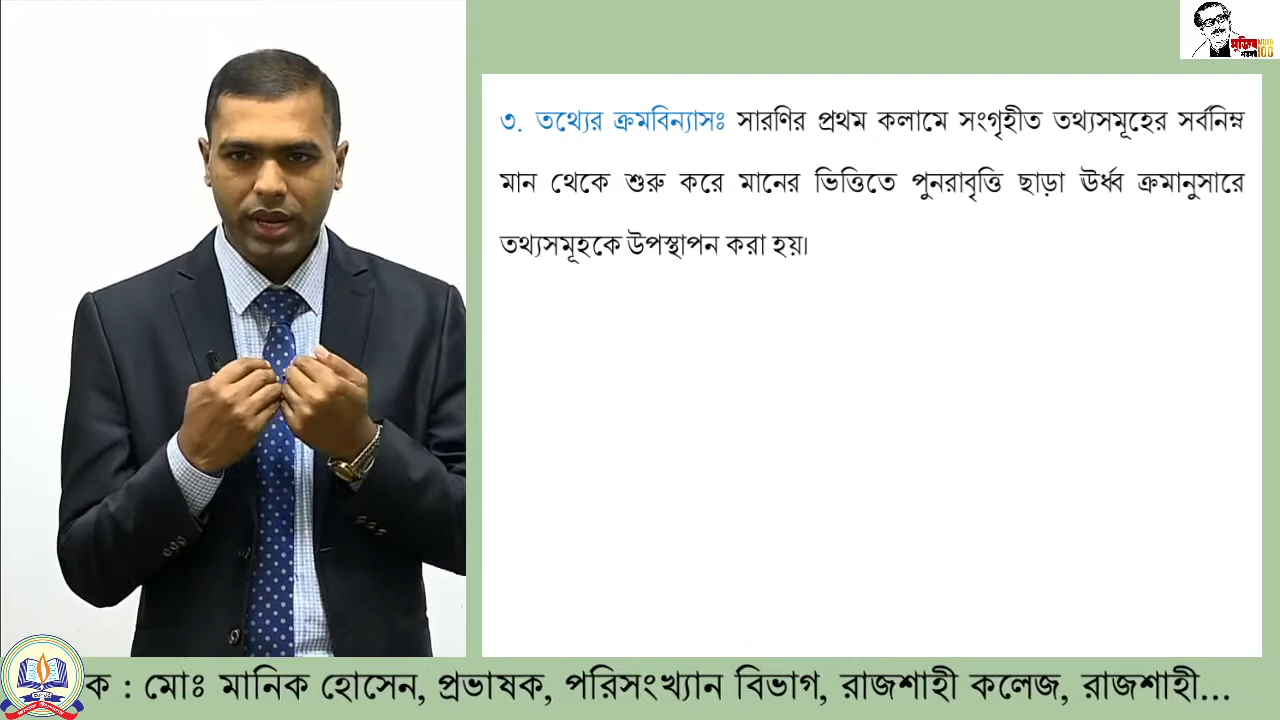 ৩. তথ্যের ক্রমবিন্যাসঃ সারণির প্রথম কলামে সংগৃহীত তথ্যসমূহের সর্বনিম্ন
মান থেকে শুরু করে মানের ভিত্তিতে পুনরাবৃত্তি ছাড়া ঊর্ধ্ব ক্রমানুসারে
তথ্যসমূহকে উপস্থাপন করা হয়।
ক : মোঃ মানিক হোসেন, প্রভাষক, পরিসংখ্যান বিভাগ, রাজশাহী কলেজ, রাজশাহী...